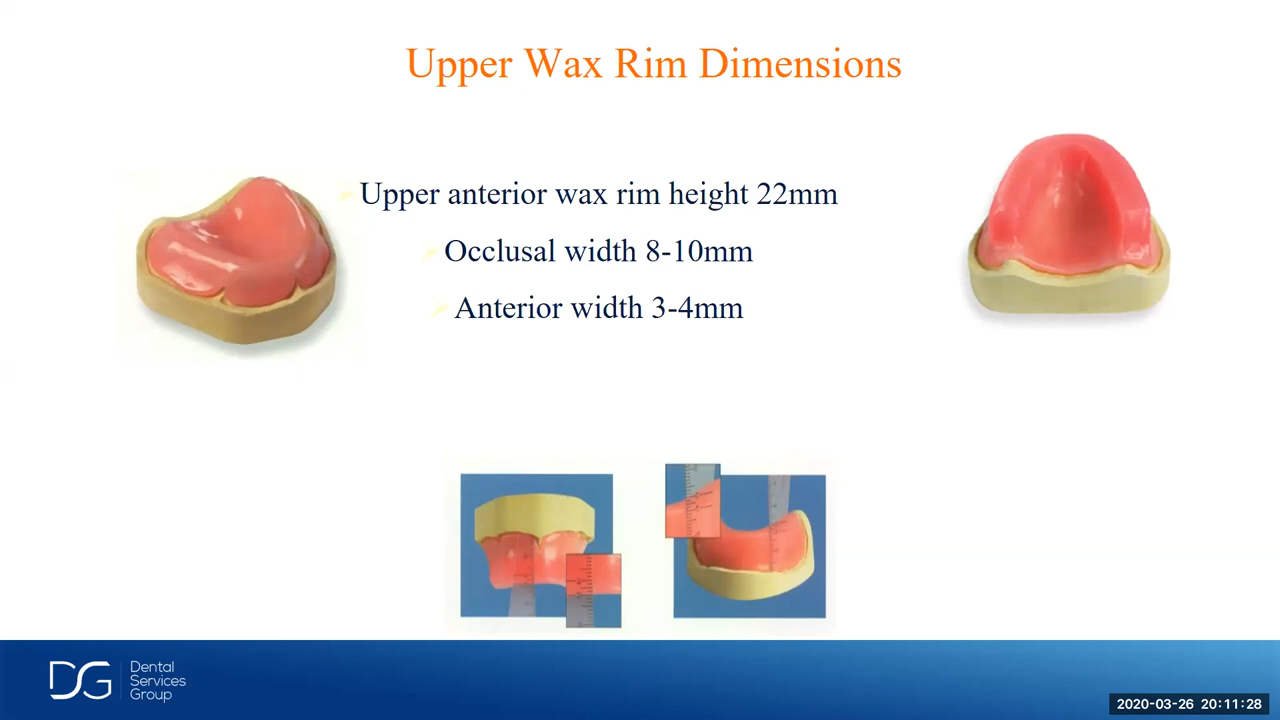 Upper Wax Rim Dimensions
Upper anterior wax rim height 22mm
Occlusal width 8-10mm
Anterior width 3-4mm
DG
Dental
Services
Group
2020-03-26 20:11:28